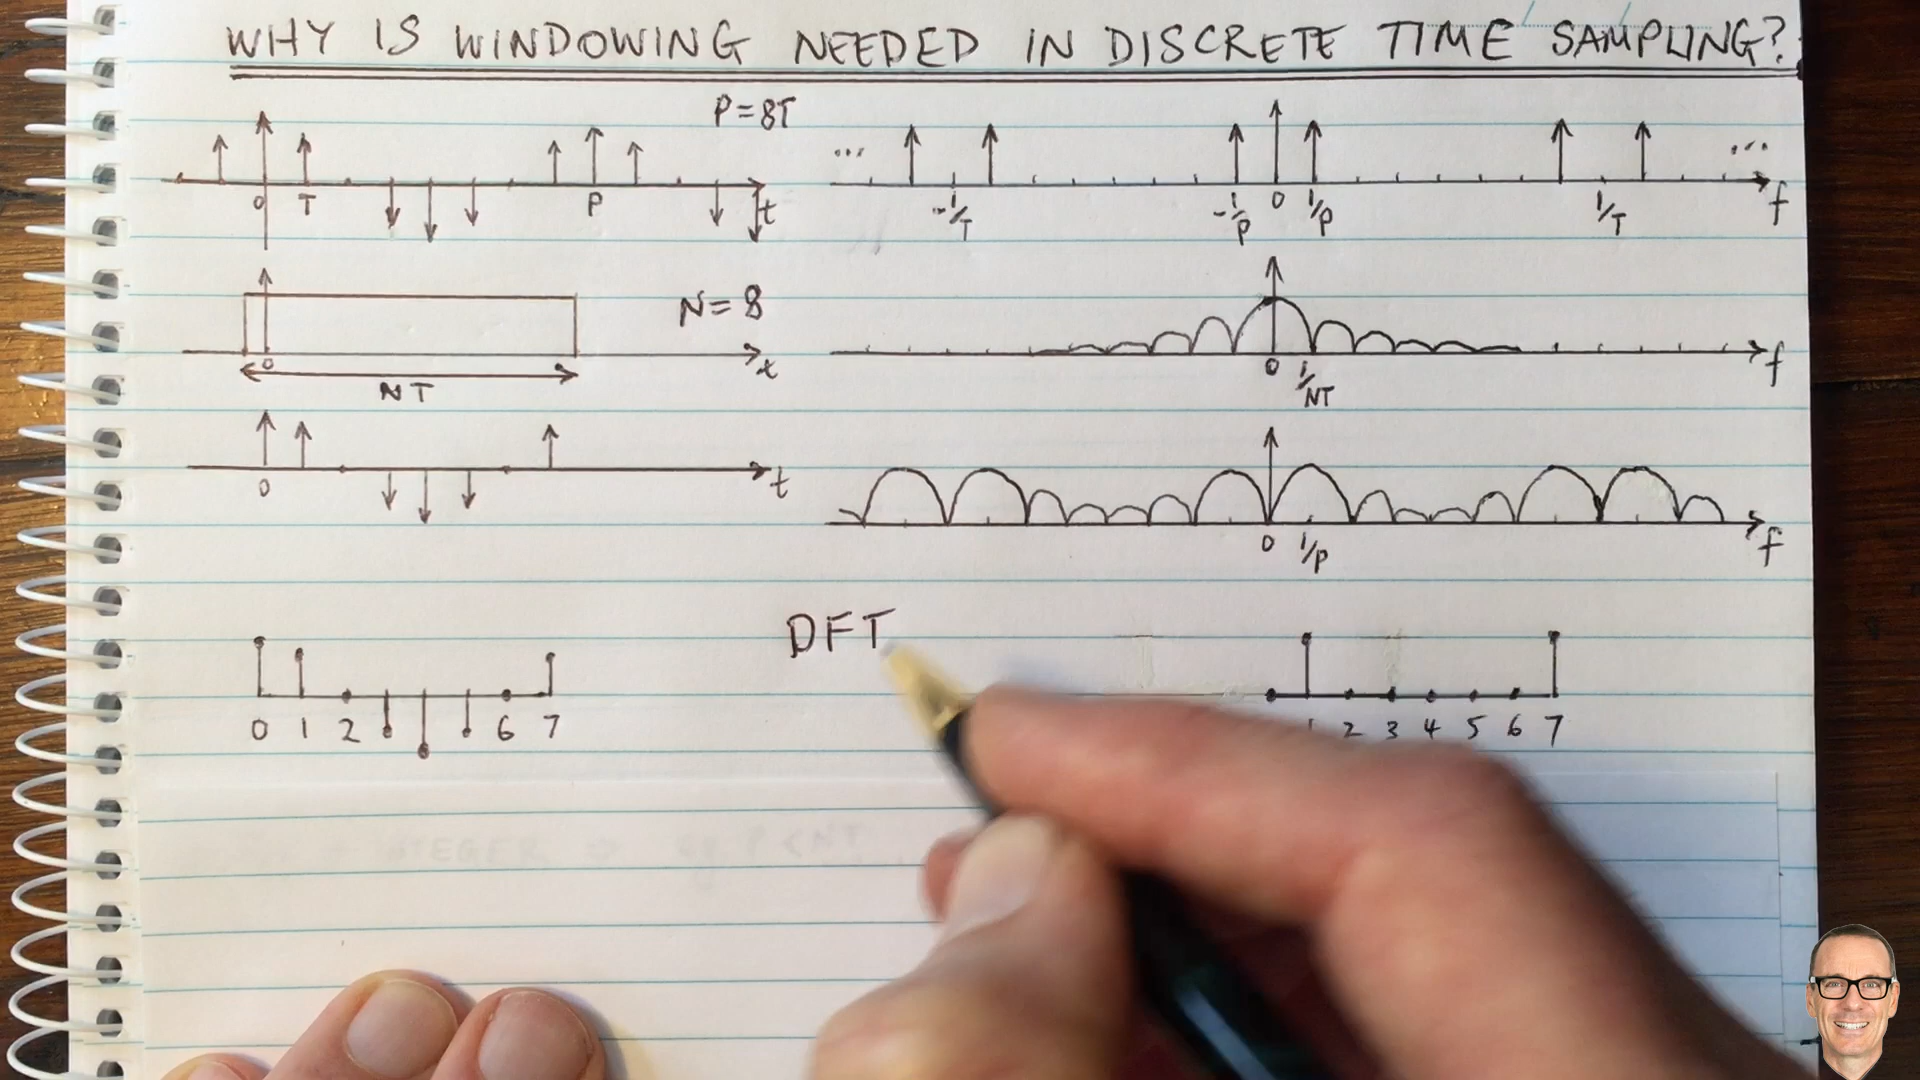 WHY IS WINDOWING NEEDED IN DISCRETE TIME SAMPLING?
P=8T
0 T P t
... -1/T -1/P 0 1/P 1/T ... f
N=8
0 t
NT
0 1/NT f
0 t
0 1/P f
DFT
0 1 2 6 7
1 2 3 4 5 6 7